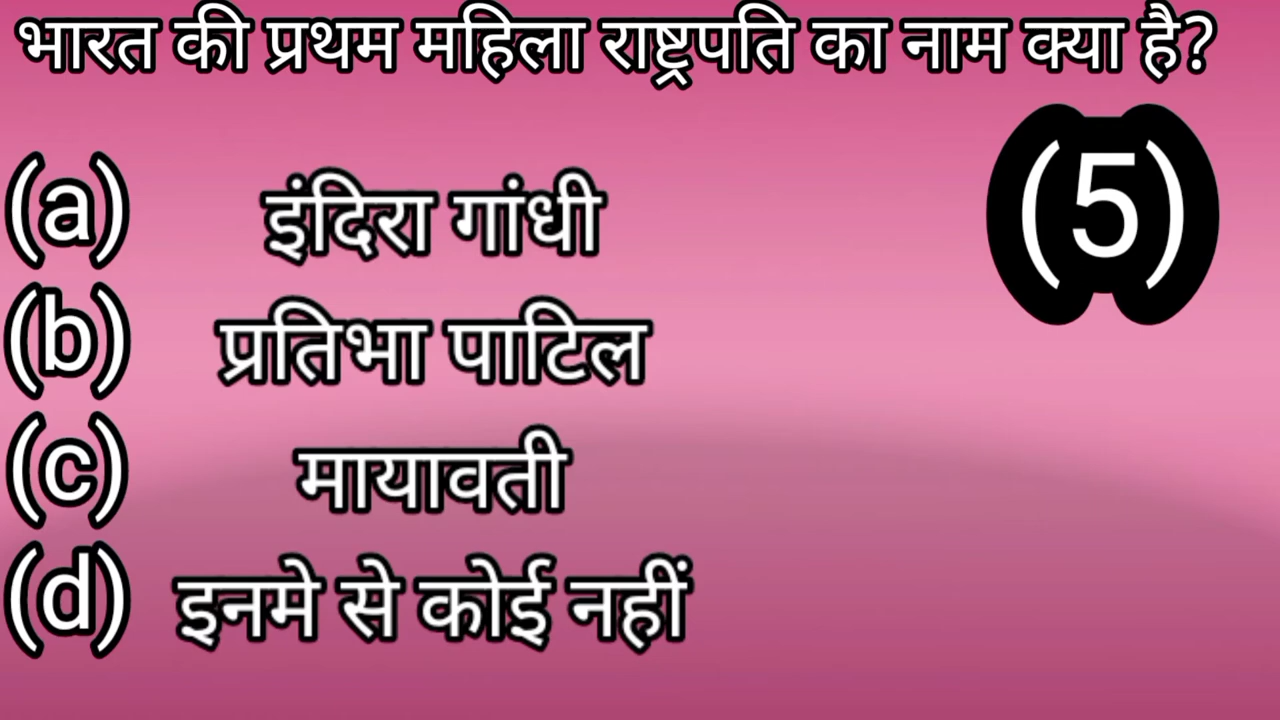 भारत की प्रथम महिला राष्ट्रपति का नाम क्या है?
(5)
(a) इंदिरा गांधी
(b) प्रतिभा पाटिल
(c) मायावती
(d) इनमे से कोई नहीं